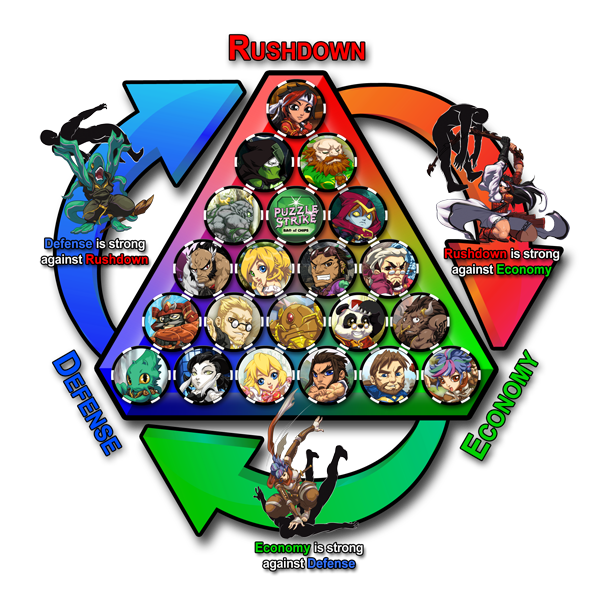 RUSHDOWN
PUZZLE
STRIKE
BAG of CHIPS
Defense is strong
against Rushdown
Rushdown is strong
against Economy
DEFENSE
ECONOMY
Economy is strong
against Defense